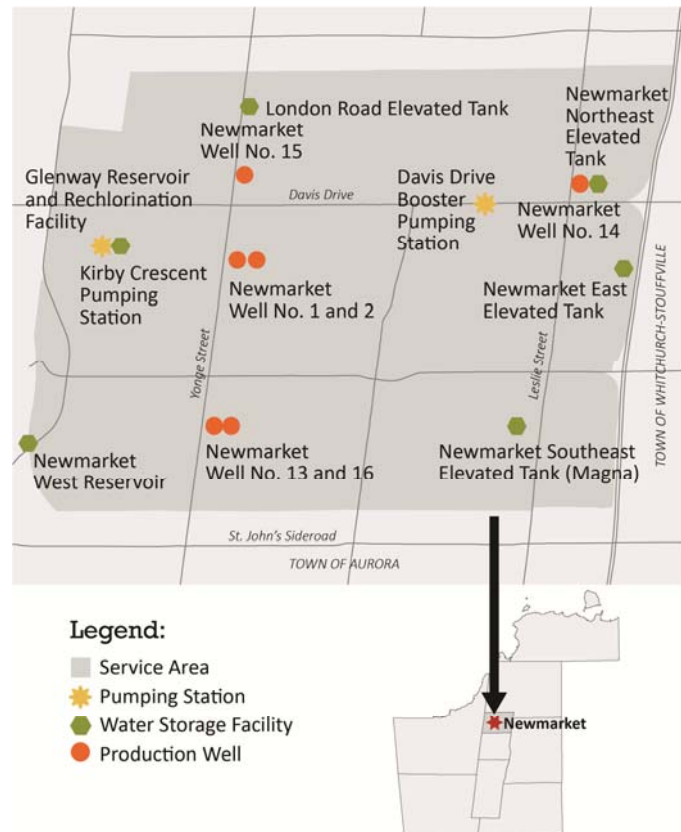 London Road Elevated Tank
Newmarket
Well No. 15
Newmarket
Northeast
Elevated
Tank
Glenway Reservoir
and Rechlorination
Facility
Davis Drive
Davis Drive
Booster
Pumping
Station
Newmarket
Well No. 14
Kirby Crescent
Pumping
Station
Newmarket
Well No. 1 and 2
Newmarket East
Elevated Tank
Yonge Street
Leslie Street
TOWN OF WHITCHURCH-STOUFFVILLE
Newmarket
West Reservoir
Newmarket
Well No. 13 and 16
Newmarket Southeast
Elevated Tank (Magna)
St. John's Sideroad
TOWN OF AURORA
Legend:
Service Area
Pumping Station
Water Storage Facility
Production Well
Newmarket